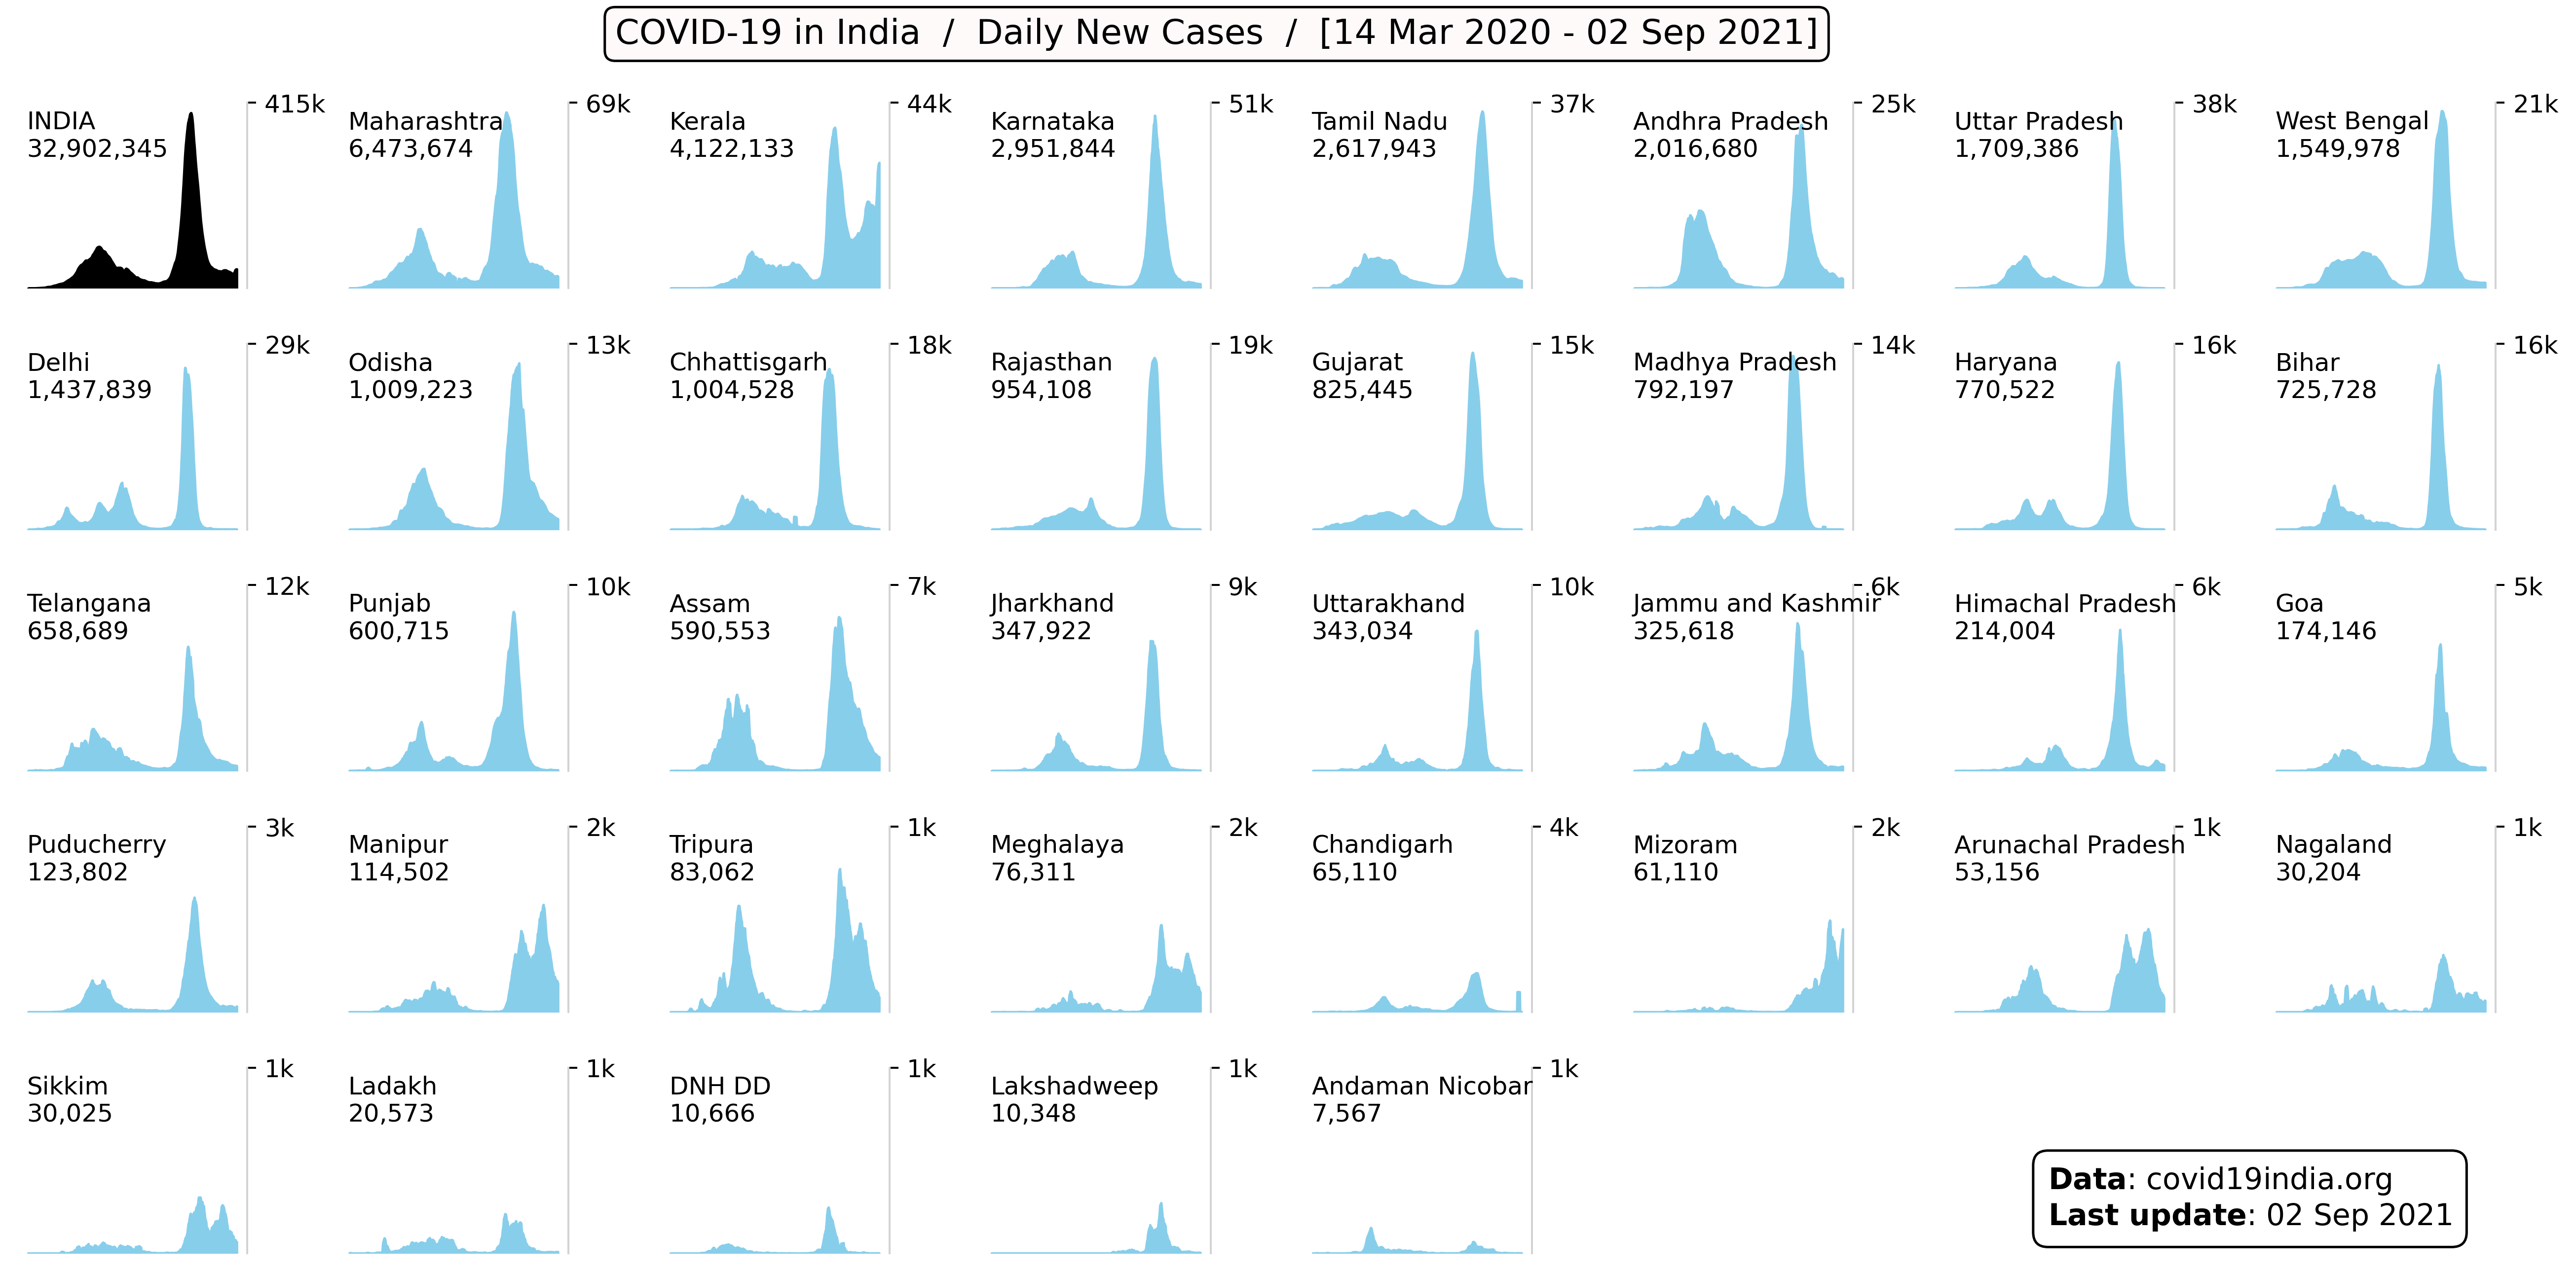 COVID-19 in India / Daily New Cases / [14 Mar 2020 - 02 Sep 2021]
INDIA
32,902,345
415k
Maharashtra
6,473,674
69k
Kerala
4,122,133
44k
Karnataka
2,951,844
51k
Tamil Nadu
2,617,943
37k
Andhra Pradesh
2,016,680
25k
Uttar Pradesh
1,709,386
38k
West Bengal
1,549,978
21k
Delhi
1,437,839
29k
Odisha
1,009,223
13k
Chhattisgarh
1,004,528
18k
Rajasthan
954,108
19k
Gujarat
825,445
15k
Madhya Pradesh
792,197
14k
Haryana
770,522
16k
Bihar
725,728
16k
Telangana
658,689
12k
Punjab
600,715
10k
Assam
590,553
7k
Jharkhand
347,922
9k
Uttarakhand
343,034
10k
Jammu and Kashmir
325,618
6k
Himachal Pradesh
214,004
6k
Goa
174,146
5k
Puducherry
123,802
3k
Manipur
114,502
2k
Tripura
83,062
1k
Meghalaya
76,311
2k
Chandigarh
65,110
4k
Mizoram
61,110
2k
Arunachal Pradesh
53,156
1k
Nagaland
30,204
1k
Sikkim
30,025
1k
Ladakh
20,573
1k
DNH DD
10,666
1k
Lakshadweep
10,348
1k
Andaman Nicobar
7,567
1k
Data: covid19india.org
Last update: 02 Sep 2021